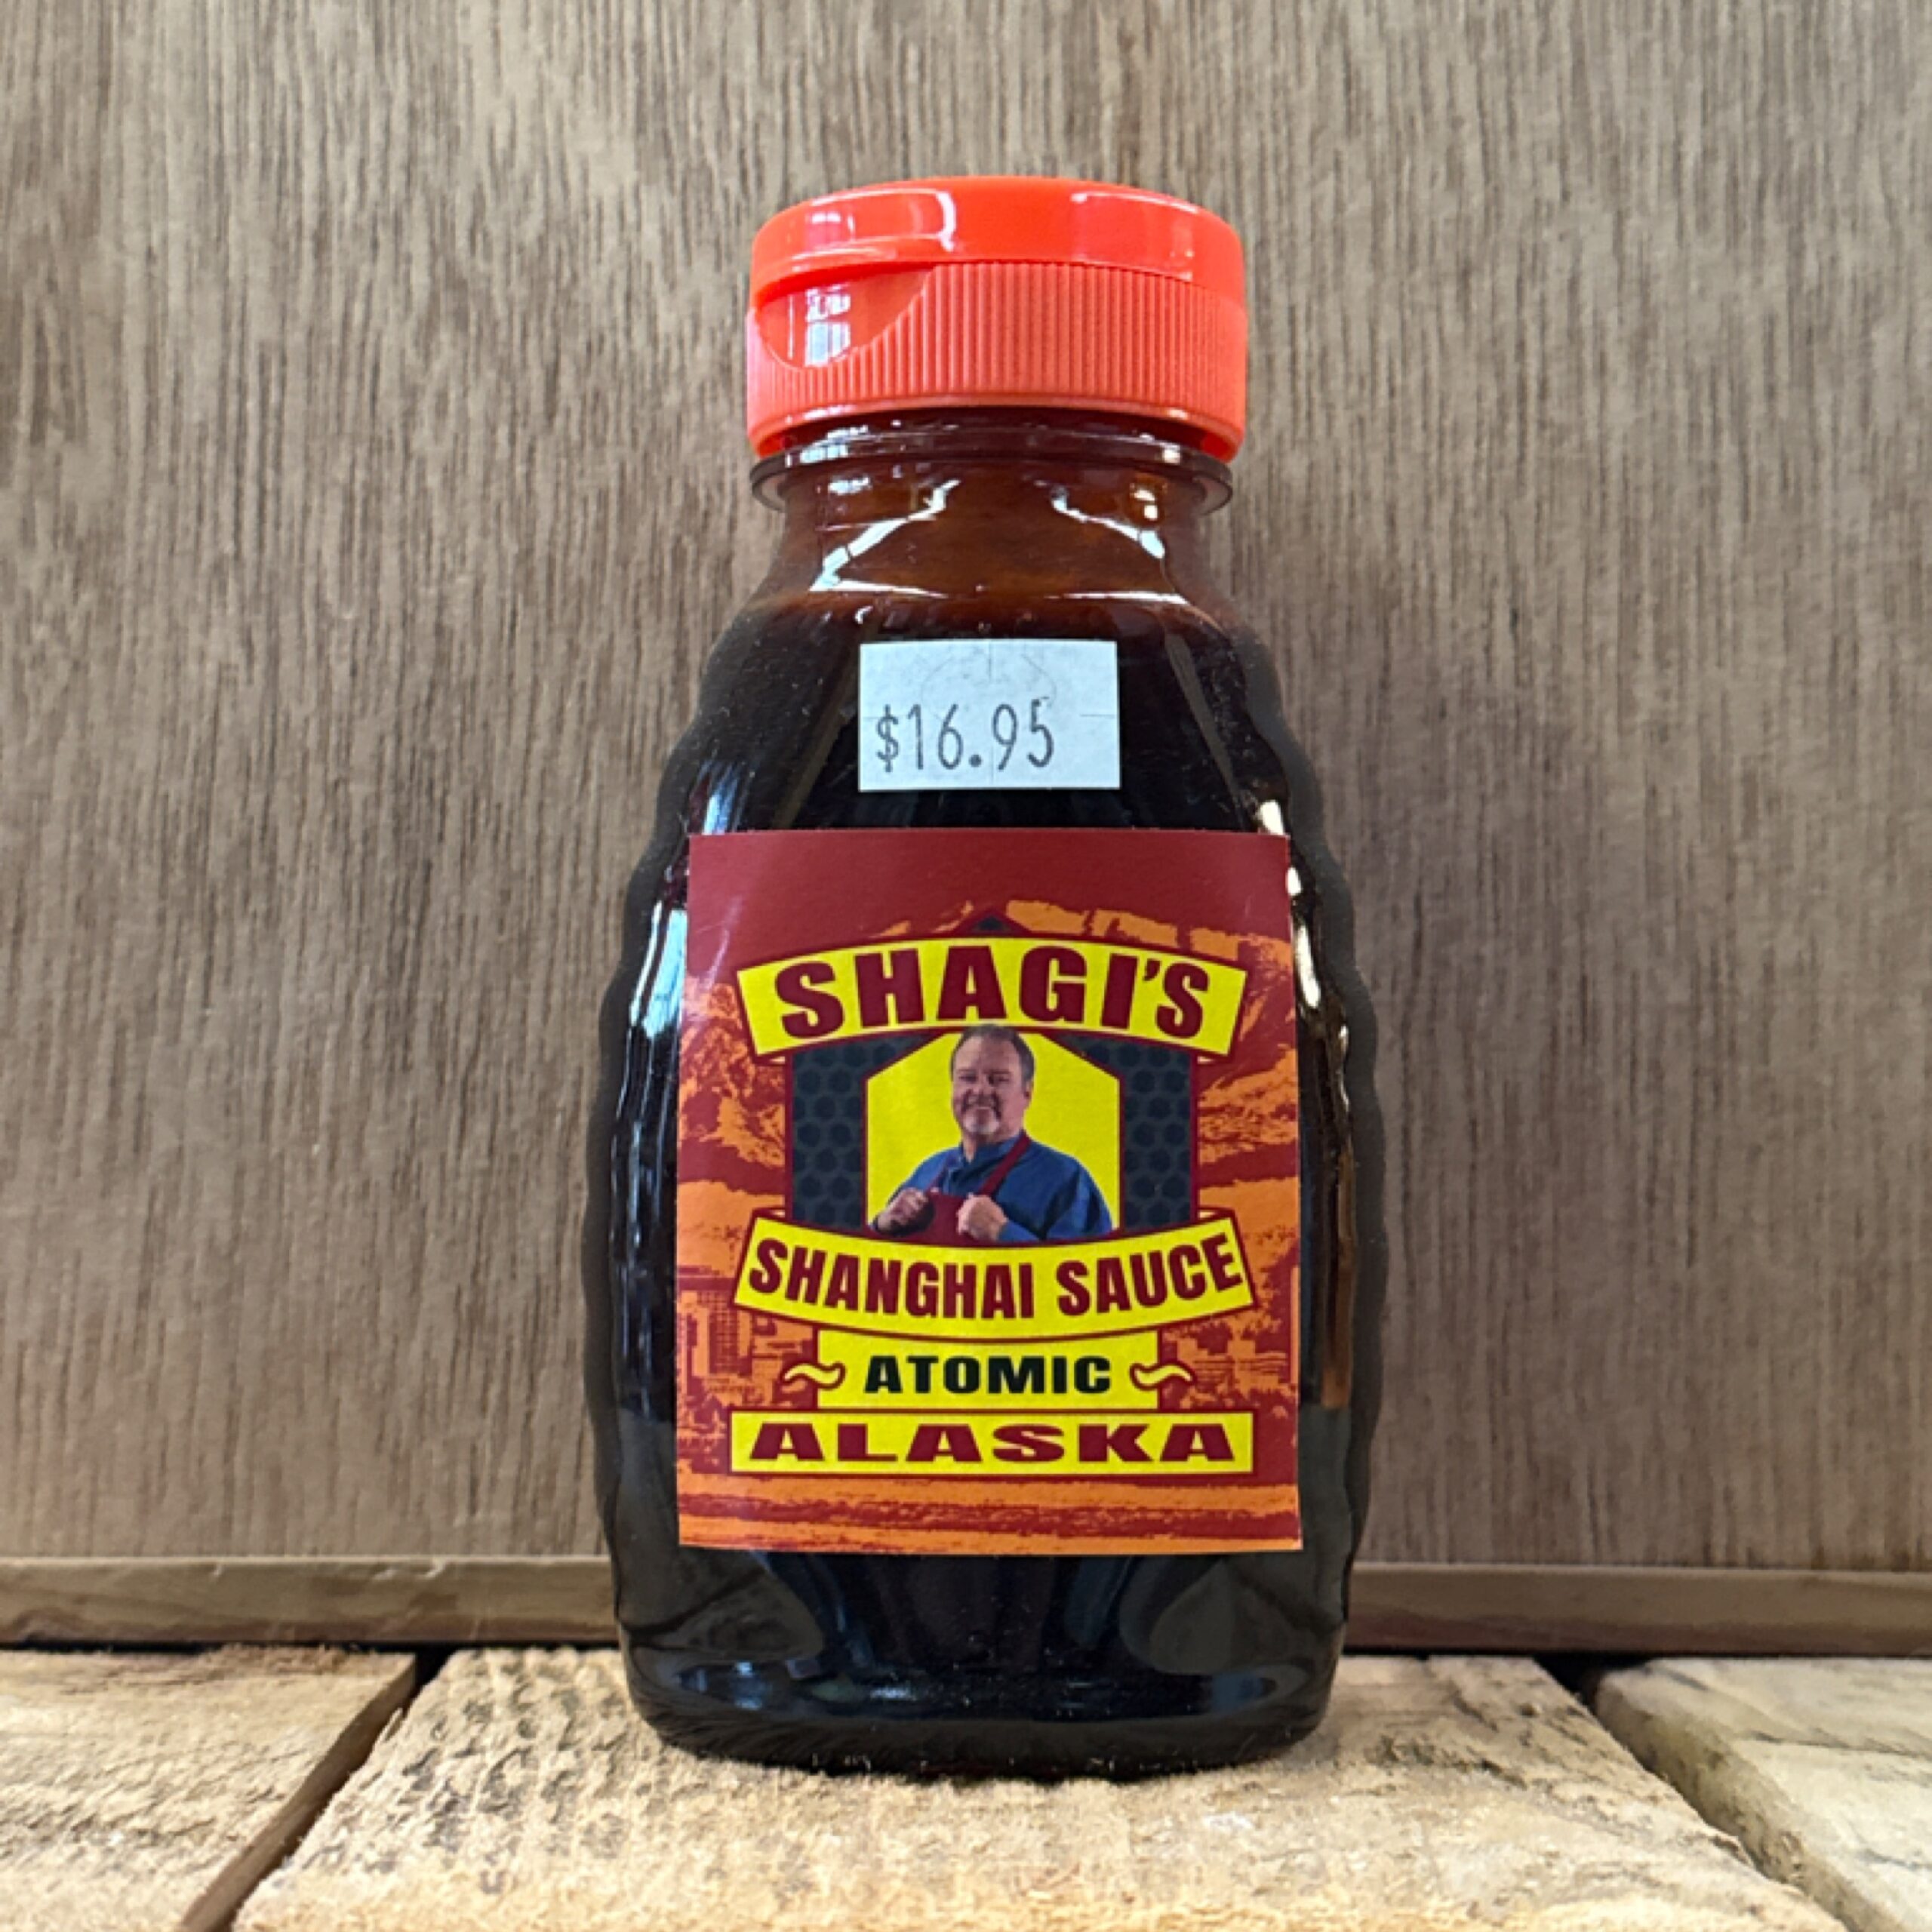 $16.95
SHAGI'S
SHANGHAI SAUCE
ATOMIC
ALASKA